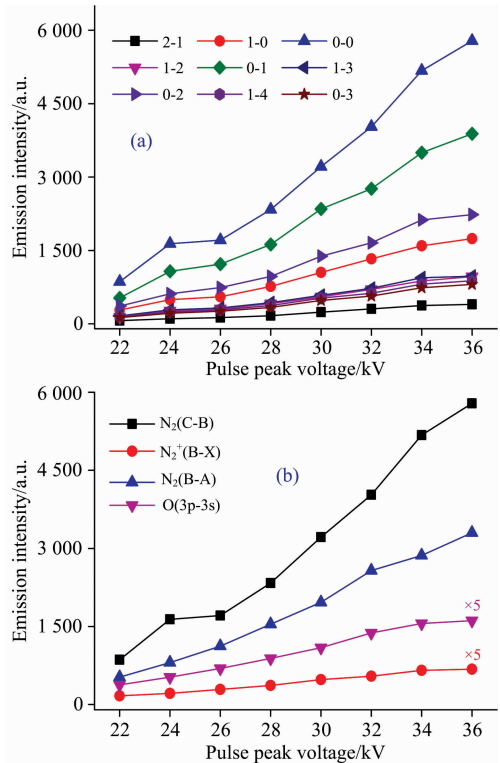 6 000
2-1 1-0 0-0
1-2 0-1 1-3
0-2 1-4 0-3
4 500
(a)
3 000
1 500
0
Emission intensity/a.u.
22 24 26 28 30 32 34 36
Pulse peak voltage/kV
6 000
N₂(C-B)
N₂⁺(B-X)
(b)
N₂(B-A)
4 500
O(3p-3s)
3 000
×5
1 500
×5
0
Emission intensity/a.u.
22 24 26 28 30 32 34 36
Pulse peak voltage/kV